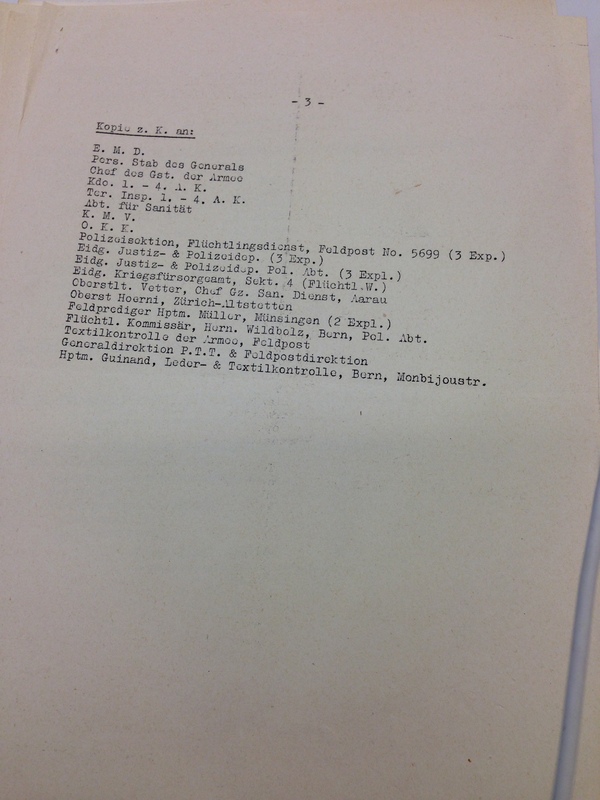 - 3 -
Kopie z. K. an:
E. M. D.
Pers. Stab des Generals
Chef des Gst. der Armee
Kdo. 1. - 4. A. K.
Ter. Insp. 1. - 4. A. K.
Abt. für Sanität
K. M. V.
O. K. K.
Polizeisektion, Flüchtlingsdienst, Feldpost No. 5699 (3 Exp.)
Eidg. Justiz- & Polizeidep. (3 Exp.)
Eidg. Justiz- & Polizeidep. Pol. Abt. (3 Expl.)
Eidg. Kriegsfürsorgeamt, Sekt. 4 (Flüchtl.W.)
Oberstlt. Vetter, Chef Gz. San. Dienst, Aarau
Oberst Hoerni, Zürich-Altstetten
Feldprediger Hptm. Müller, Münsingen (2 Expl.)
Flüchtl. Kommissär, Hern. Wildbolz, Bern, Pol. Abt.
Textilkontrolle der Armee, Feldpost
Generaldirektion P.T.T. & Feldpostdirektion
Hptm. Guinand, Leder- & Textilkontrolle, Bern, Monbijoustr.